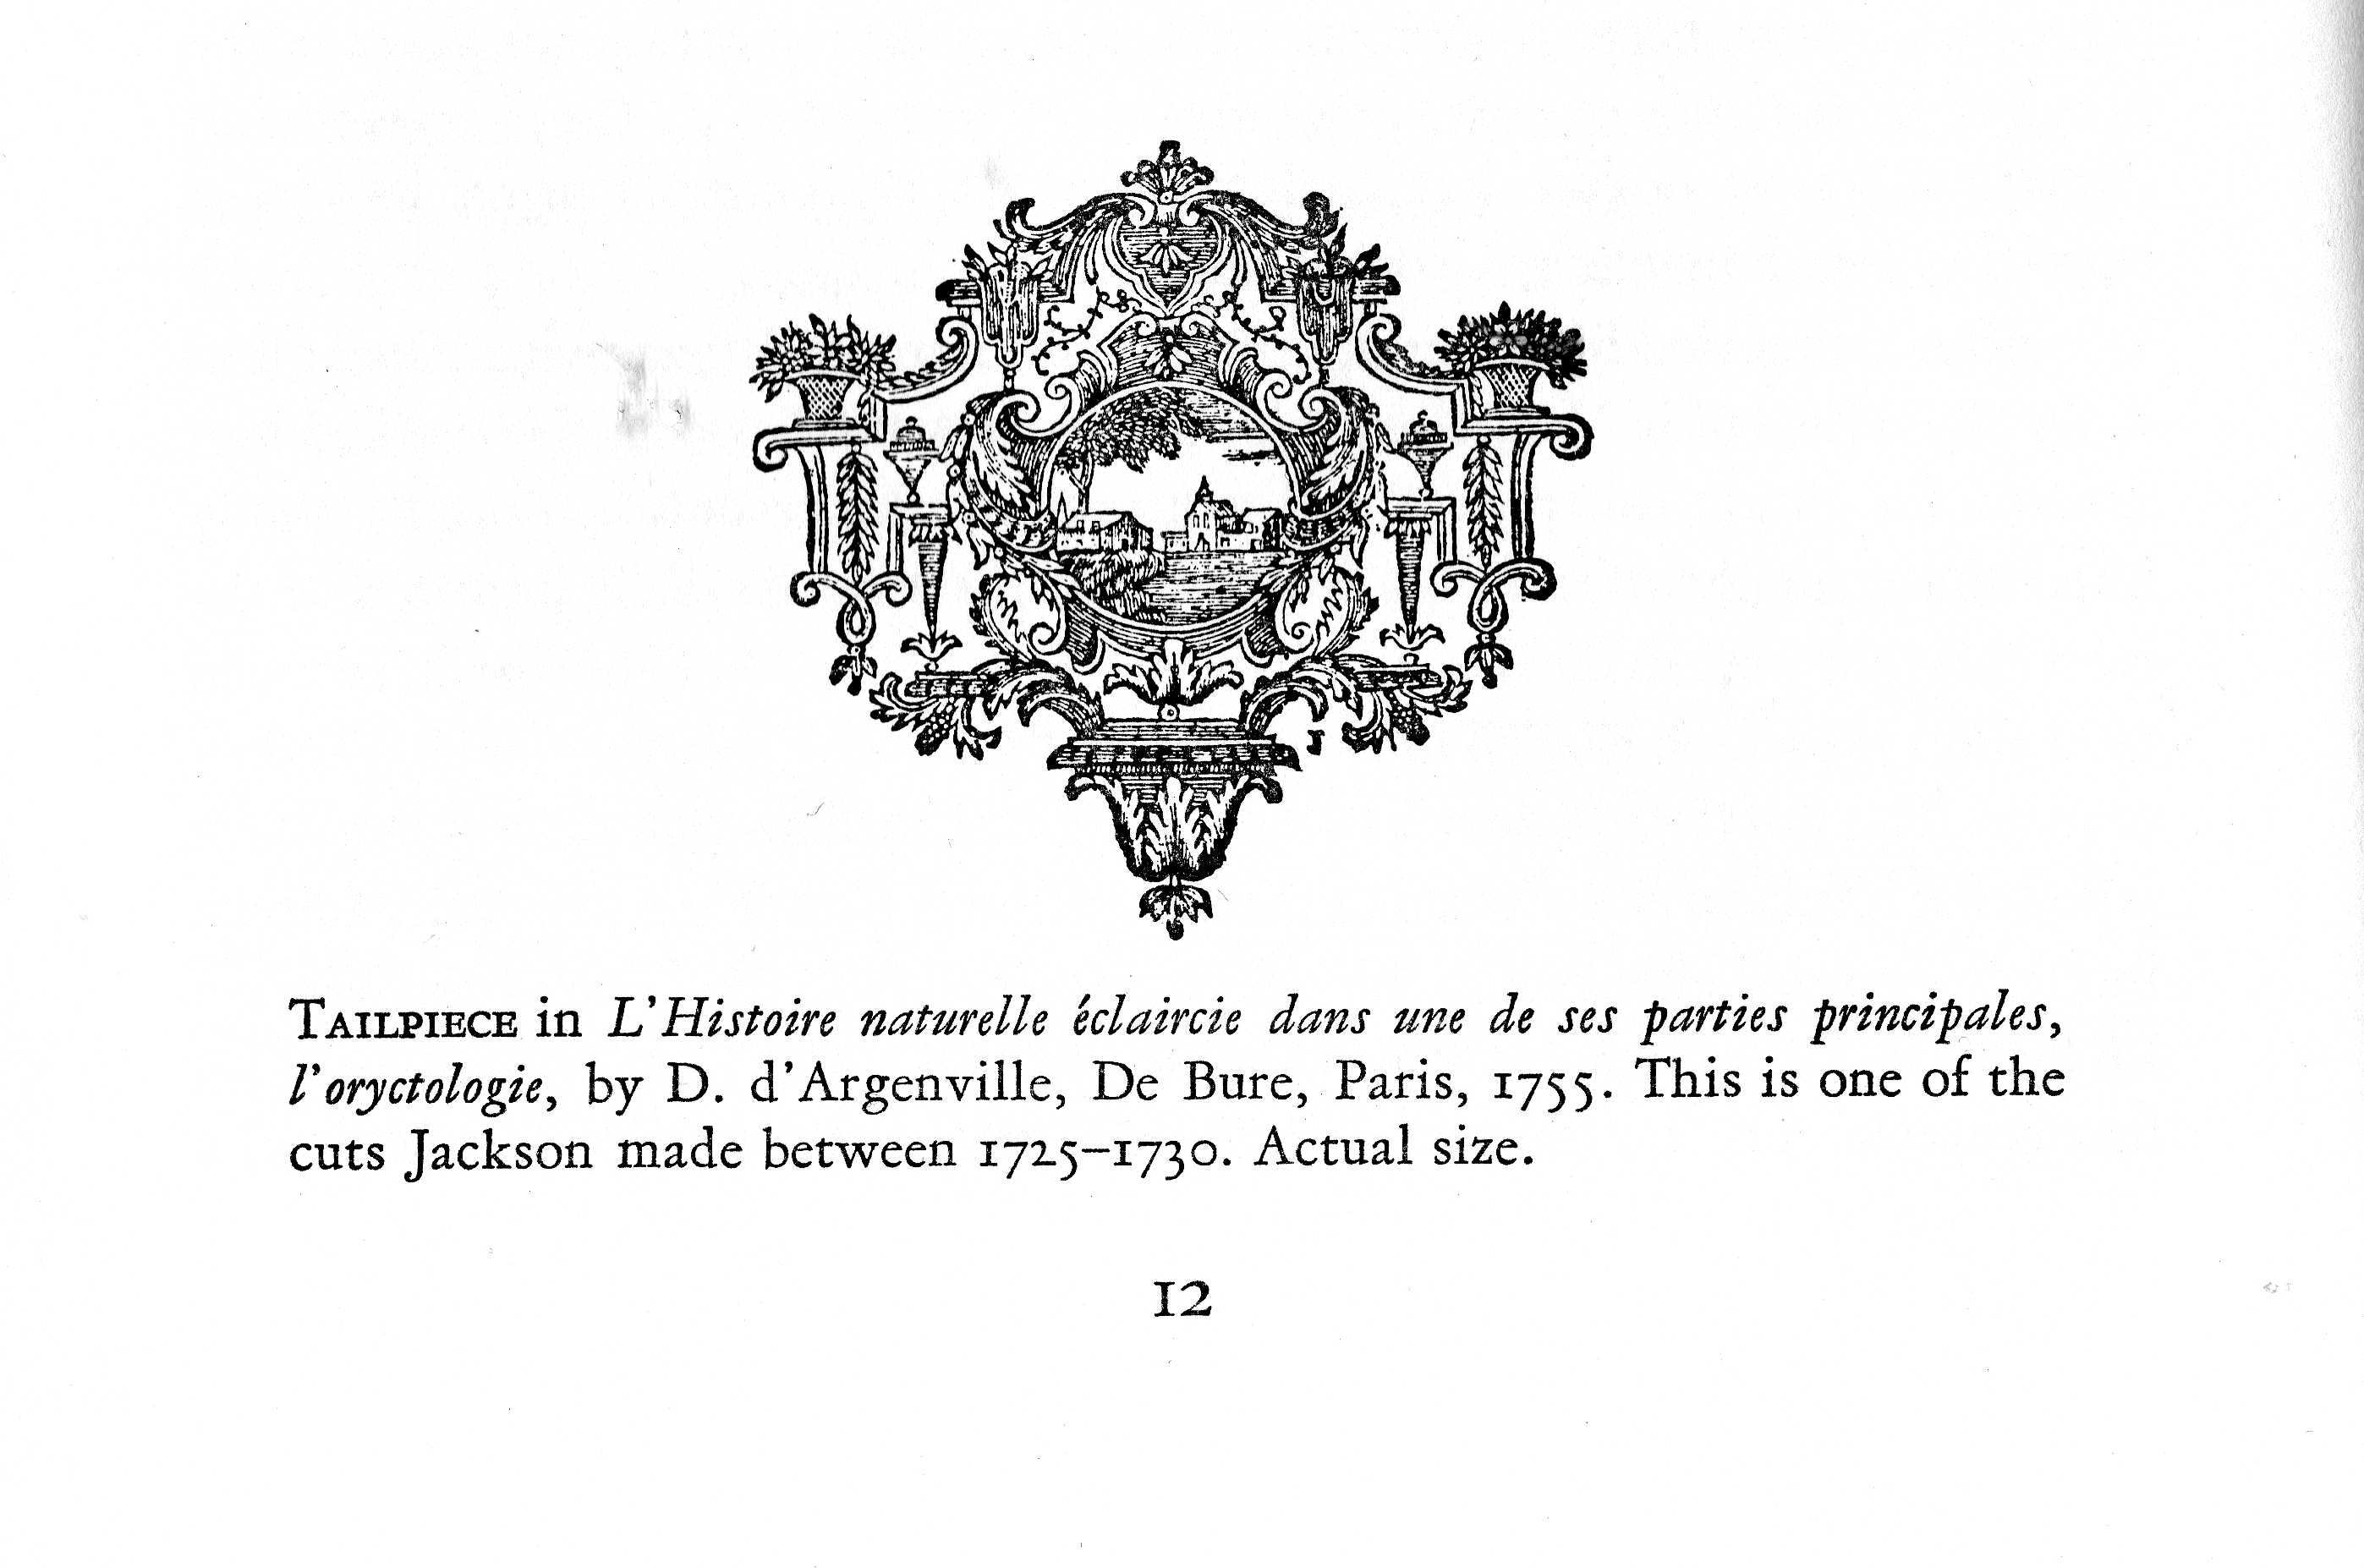 J
TAILPIECE in L'Histoire naturelle éclaircie dans une de ses parties principales,
l'oryctologie, by D. d'Argenville, De Bure, Paris, 1755. This is one of the
cuts Jackson made between 1725–1730. Actual size.
12